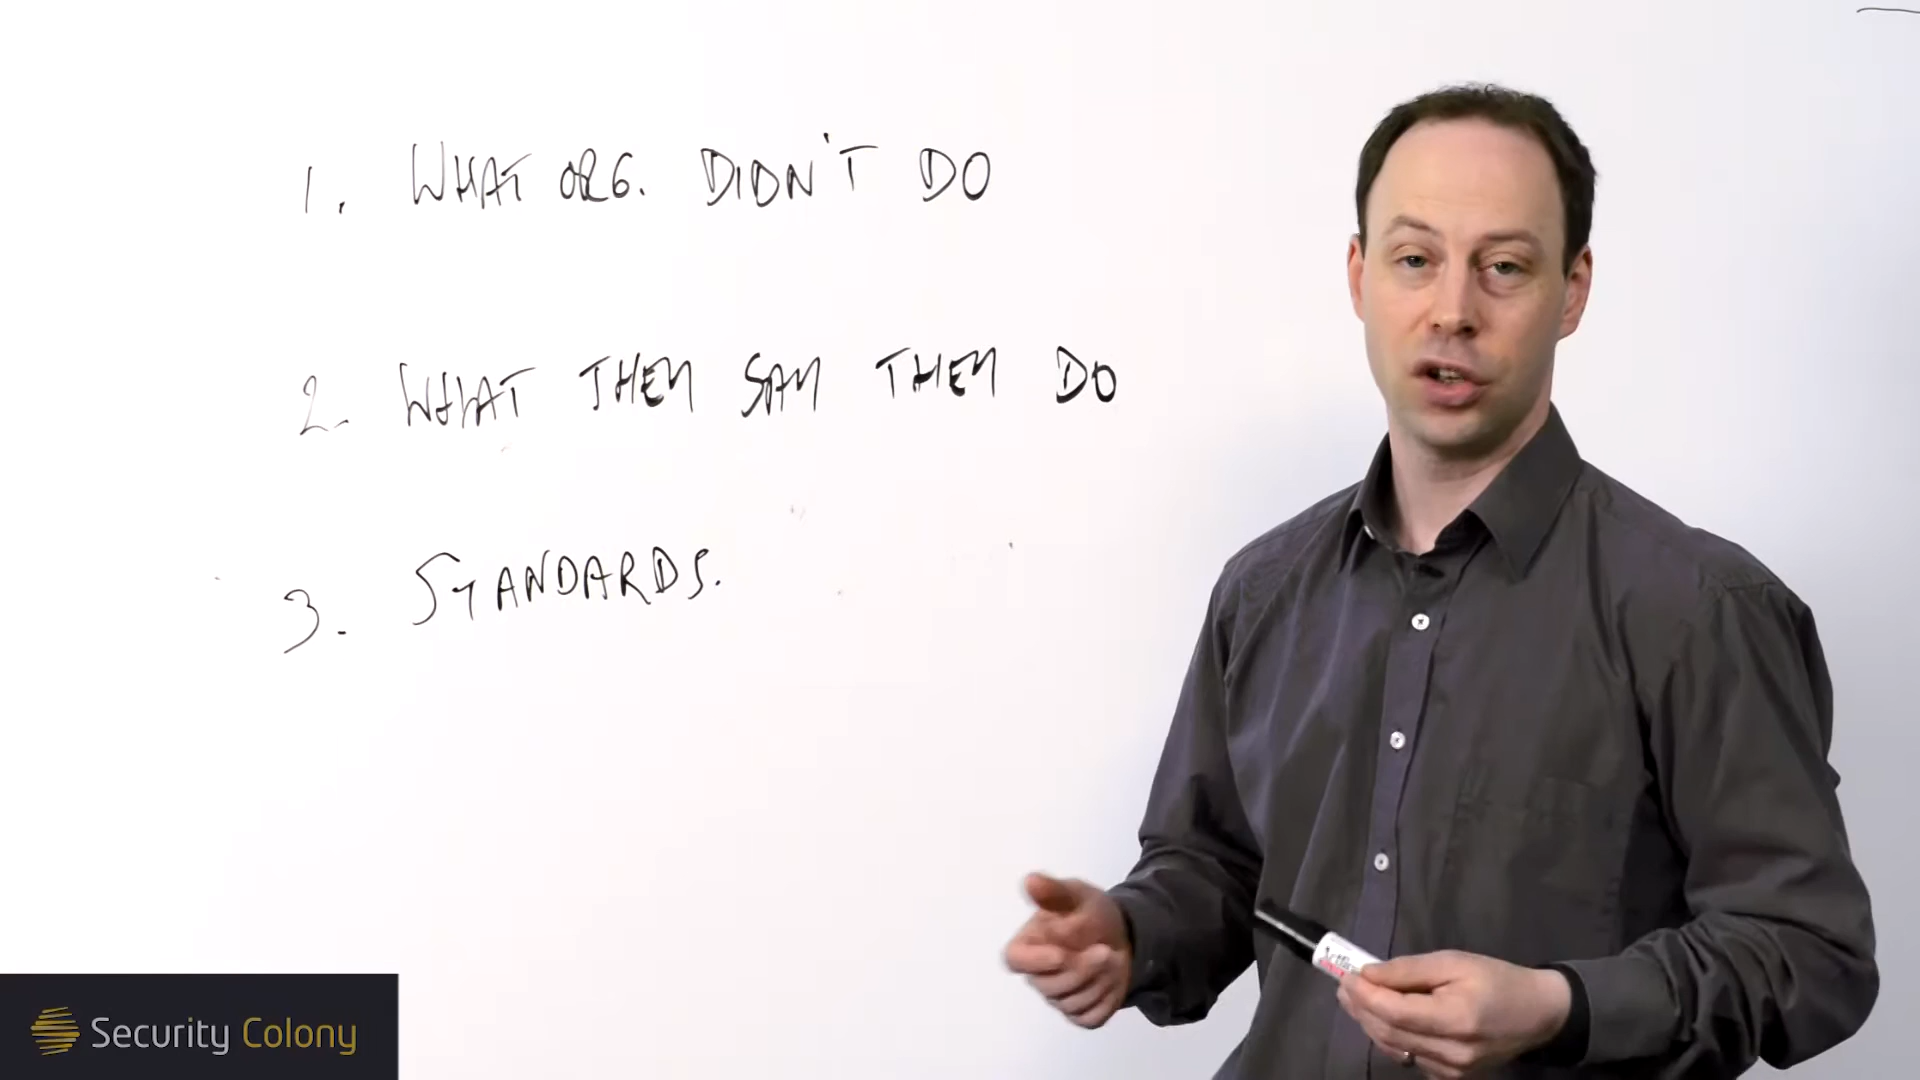 1. WHAT ORG. DIDN'T DO
2. WHAT THEY SAY THEY DO
3. STANDARDS.
Security Colony